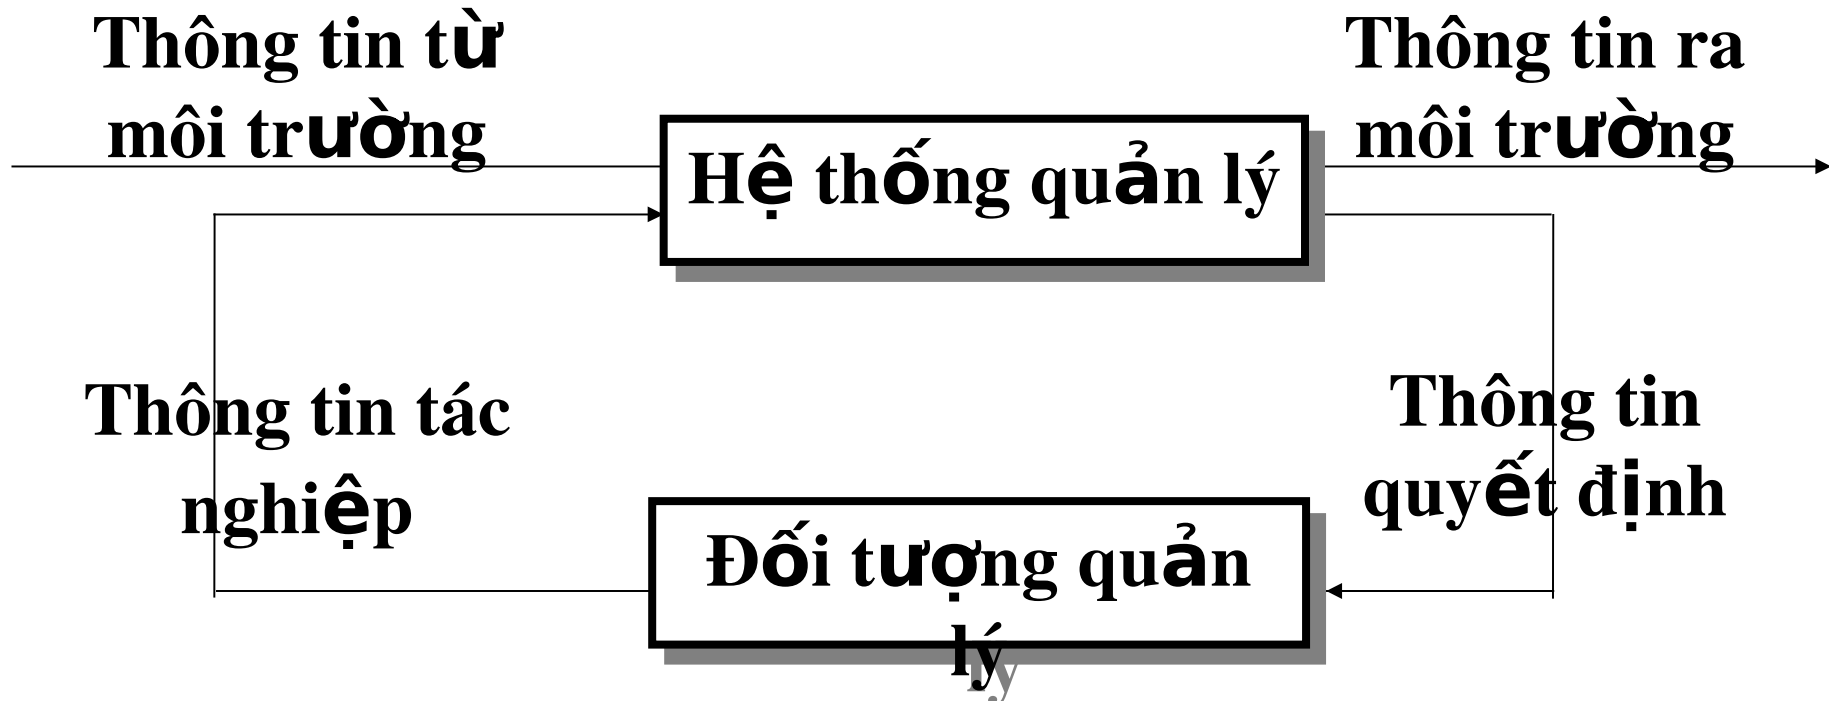 Thông tin từ
môi trường
Thông tin ra
môi trường
Hệ thống quản lý
Thông tin tác
nghiệp
Thông tin
quyết định
Đối tượng quản
lý